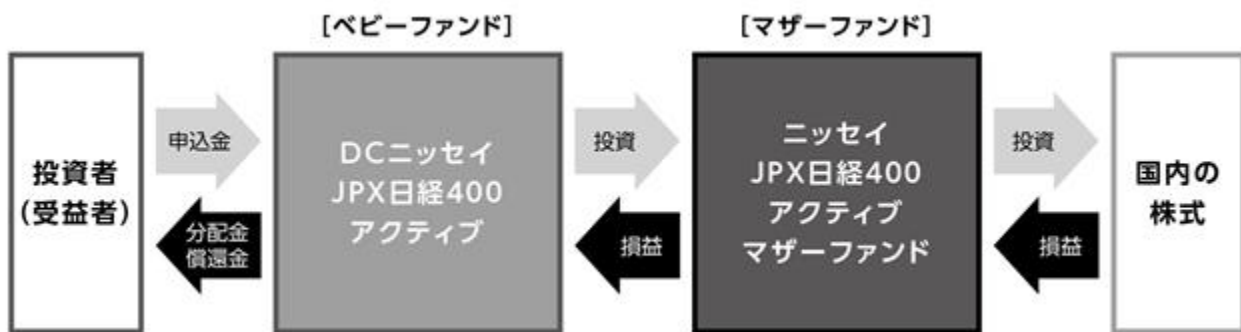 [ベビーファンド]
[マザーファンド]
投資者
(受益者)
申込金
分配金
償還金
DCニッセイ
JPX日経400
アクティブ
投資
損益
ニッセイ
JPX日経400
アクティブ
マザーファンド
投資
損益
国内の
株式